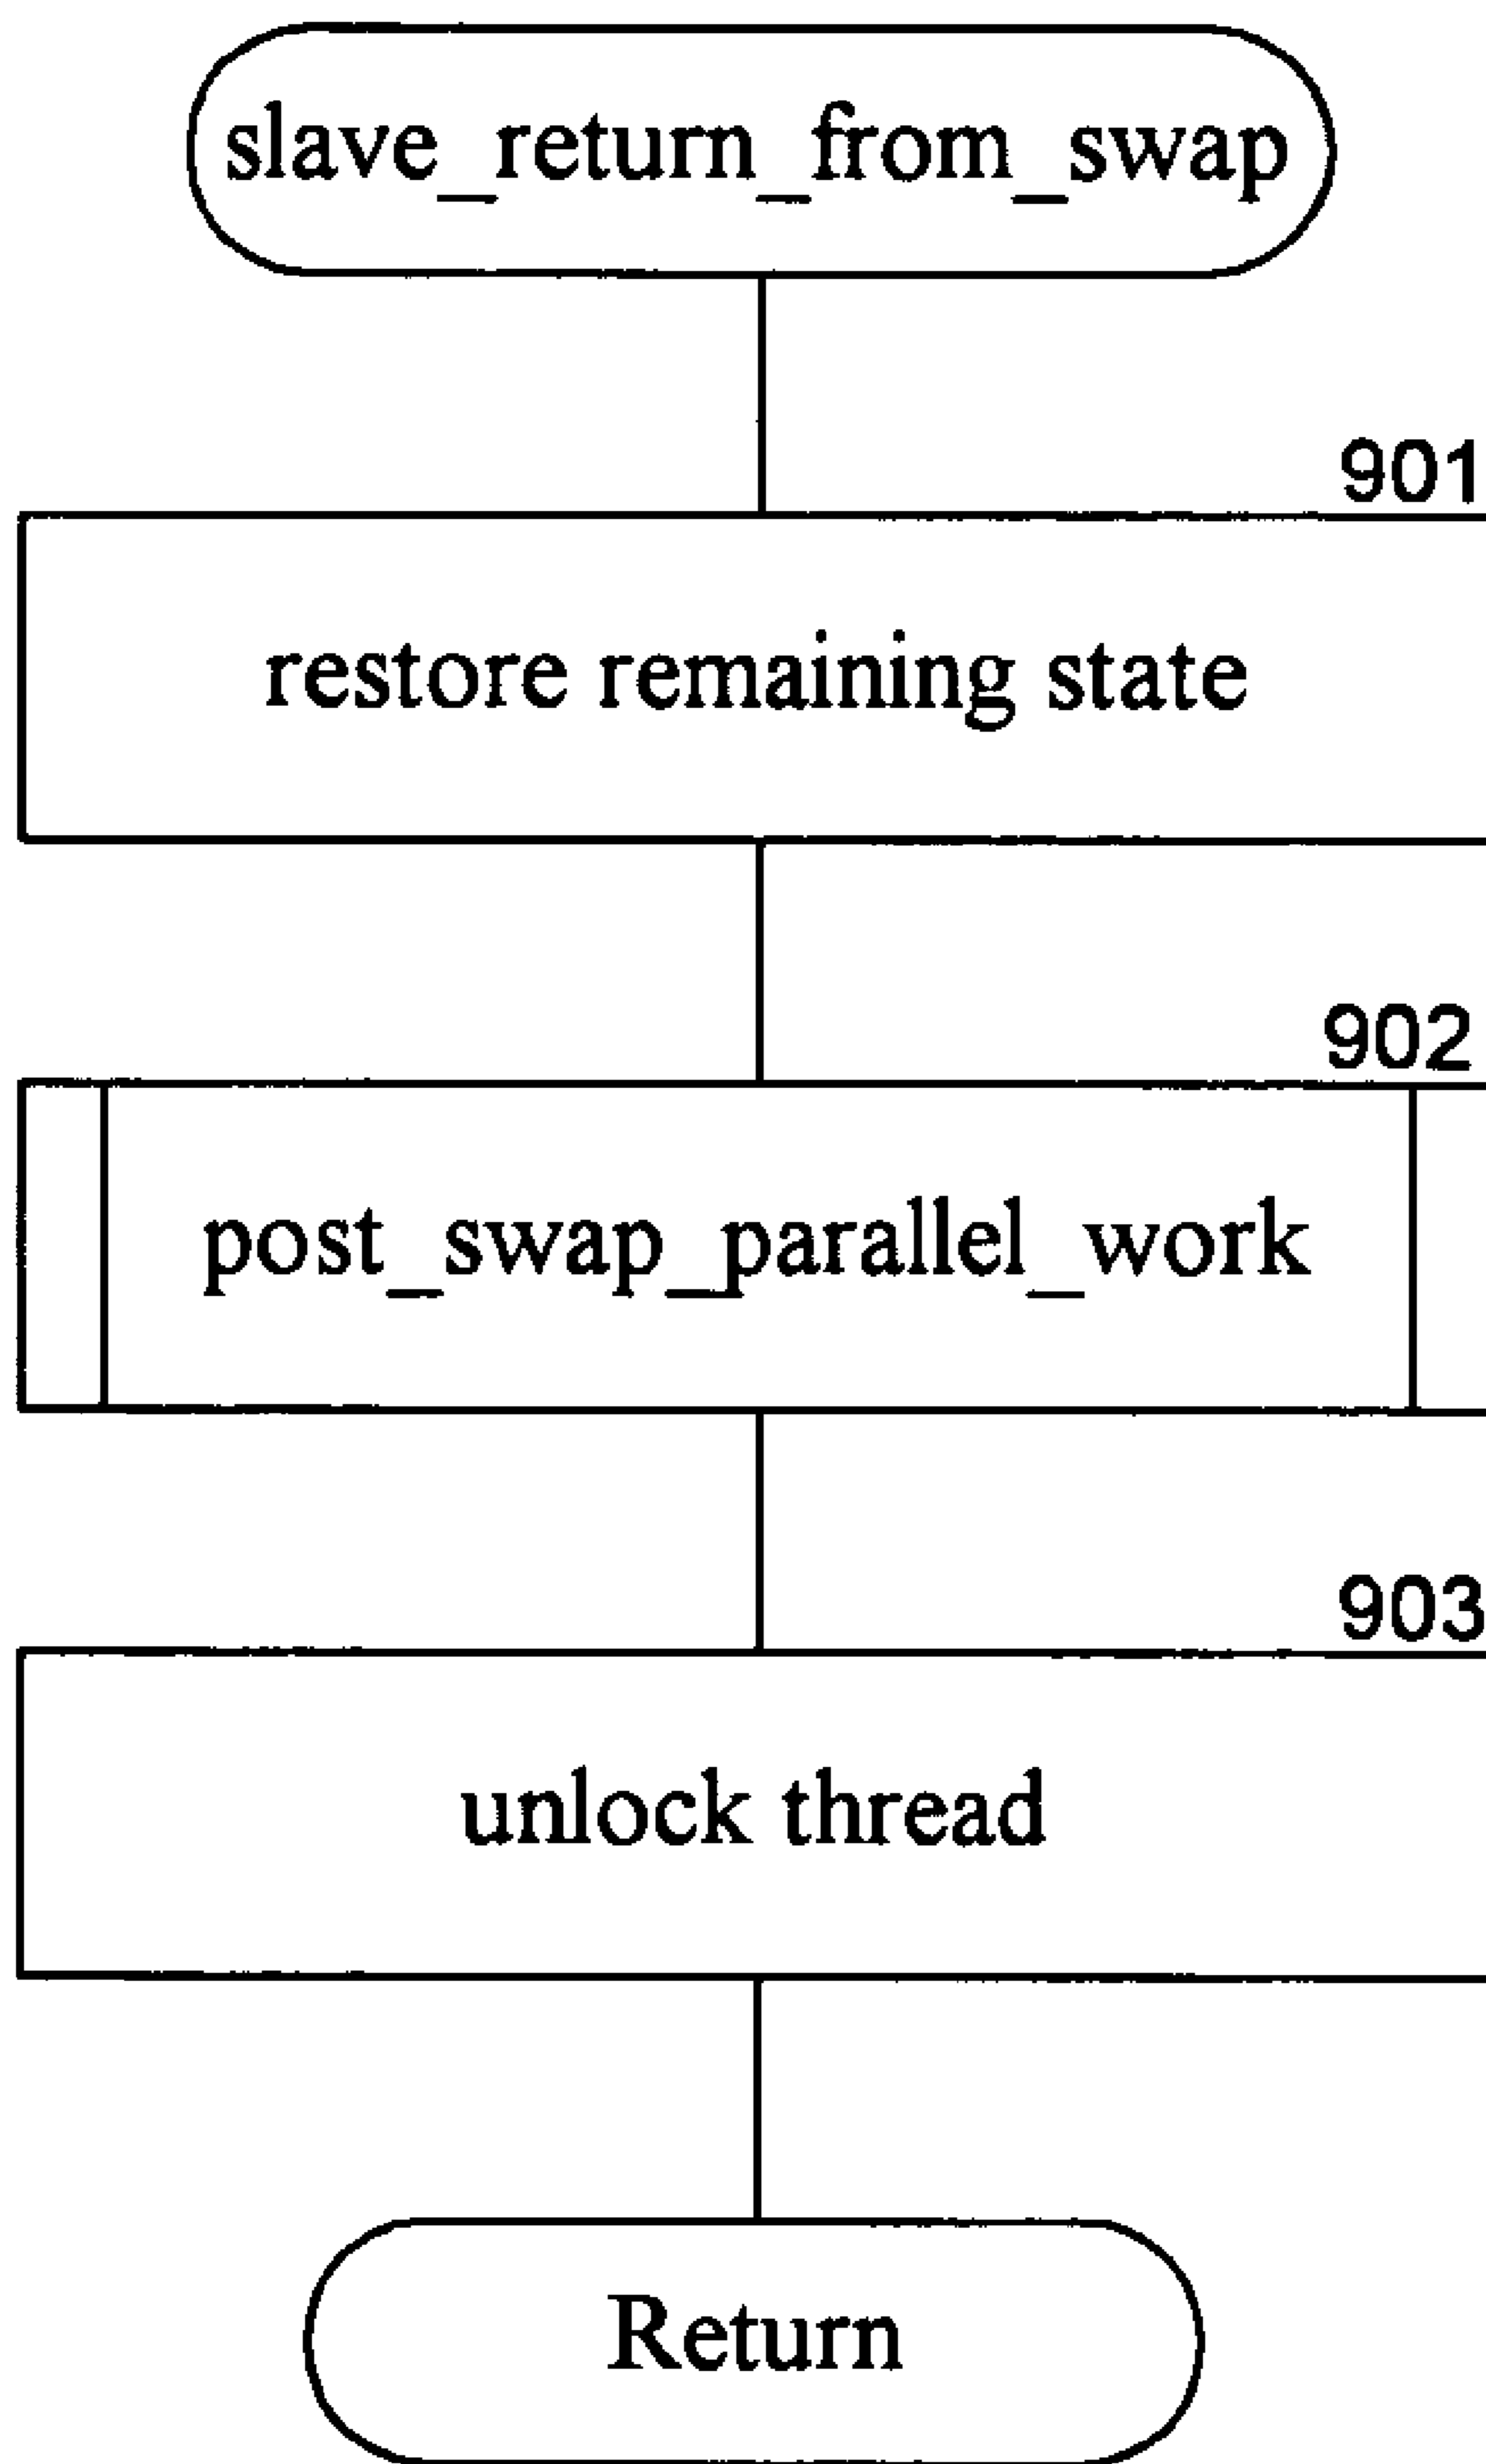 slave_return_from_swap
901
restore remaining state
902
post_swap_parallel_work
903
unlock thread
Return